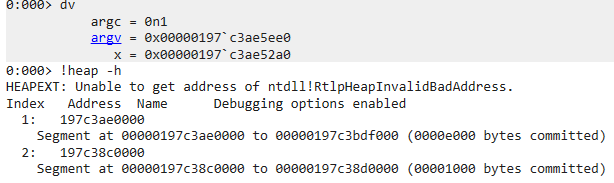 0:000> dv
argc = 0n1
argv = 0x00000197`c3ae5ee0
x = 0x00000197`c3ae52a0
0:000> !heap -h
HEAPEXT: Unable to get address of ntdll!RtlpHeapInvalidBadAddress.
Index   Address  Name      Debugging options enabled
1:   197c3ae0000
Segment at 00000197c3ae0000 to 00000197c3bdf000 (0000e000 bytes committed)
2:   197c38c0000
Segment at 00000197c38c0000 to 00000197c38d0000 (00001000 bytes committed)